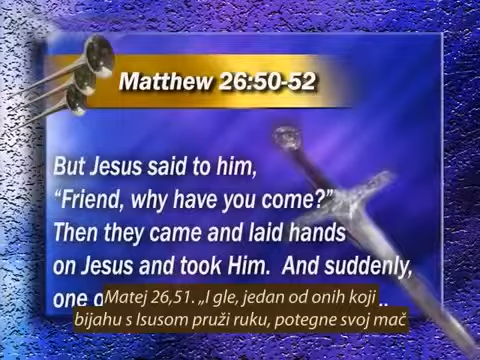 Matthew 26:50-52
But Jesus said to him,
“Friend, why have you come?”
Then they came and laid hands
on Jesus and took Him. And suddenly,
one
Matej 26,51. „I gle, jedan od onih koji
bijahu s Isusom pruži ruku, potegne svoj mač